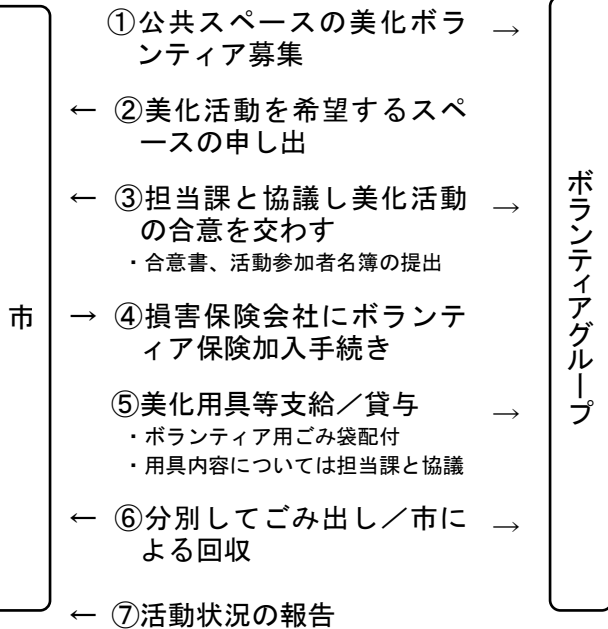 市
①公共スペースの美化ボラ →
ンティア募集
← ②美化活動を希望するスペ
ースの申し出
← ③担当課と協議し美化活動 →
の合意を交わす
・合意書、活動参加者名簿の提出
→ ④損害保険会社にボランテ
ィア保険加入手続き
⑤美化用具等支給／貸与 →
・ボランティア用ごみ袋配付
・用具内容については担当課と協議
← ⑥分別してごみ出し／市に →
よる回収
← ⑦活動状況の報告
ボランティアグループ